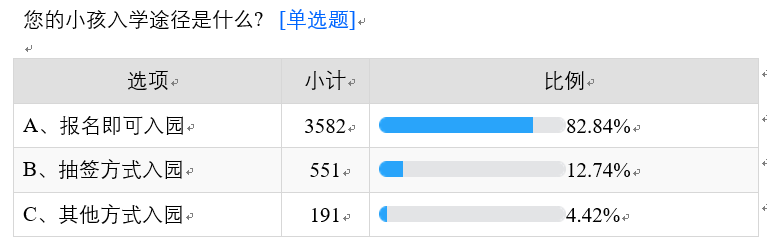 您的小孩入学途径是什么? [单选题]
选项 小计 比例
A、报名即可入园 3582 82.84%
B、抽签方式入园 551 12.74%
C、其他方式入园 191 4.42%